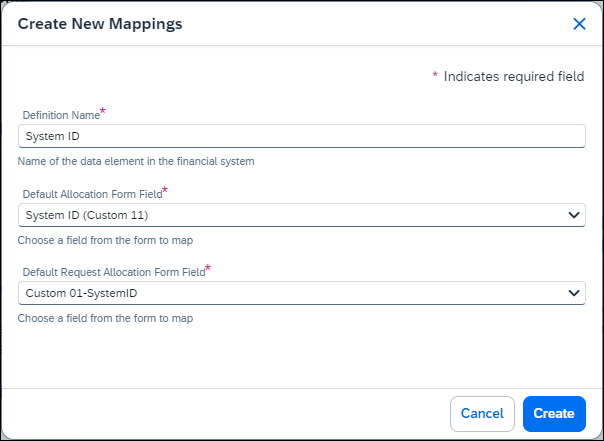 Create New Mappings
* Indicates required field
Definition Name*
System ID
Name of the data element in the financial system
Default Allocation Form Field*
System ID (Custom 11)
Choose a field from the form to map
Default Request Allocation Form Field*
Custom 01-SystemID
Choose a field from the form to map
Cancel Create